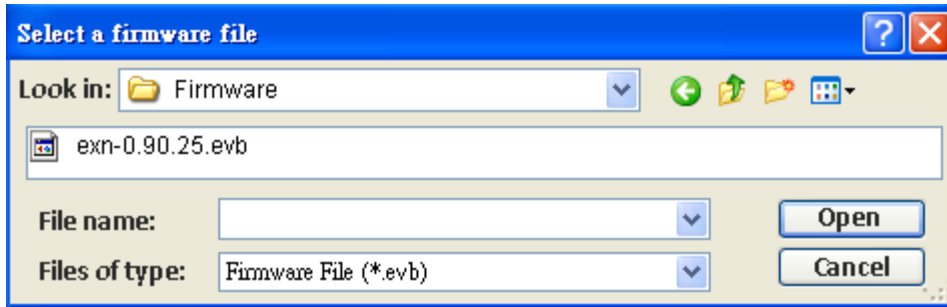 Select a firmware file
Look in: Firmware
exn-0.90.25.evb
File name: Open
Files of type: Firmware File (*.evb) Cancel